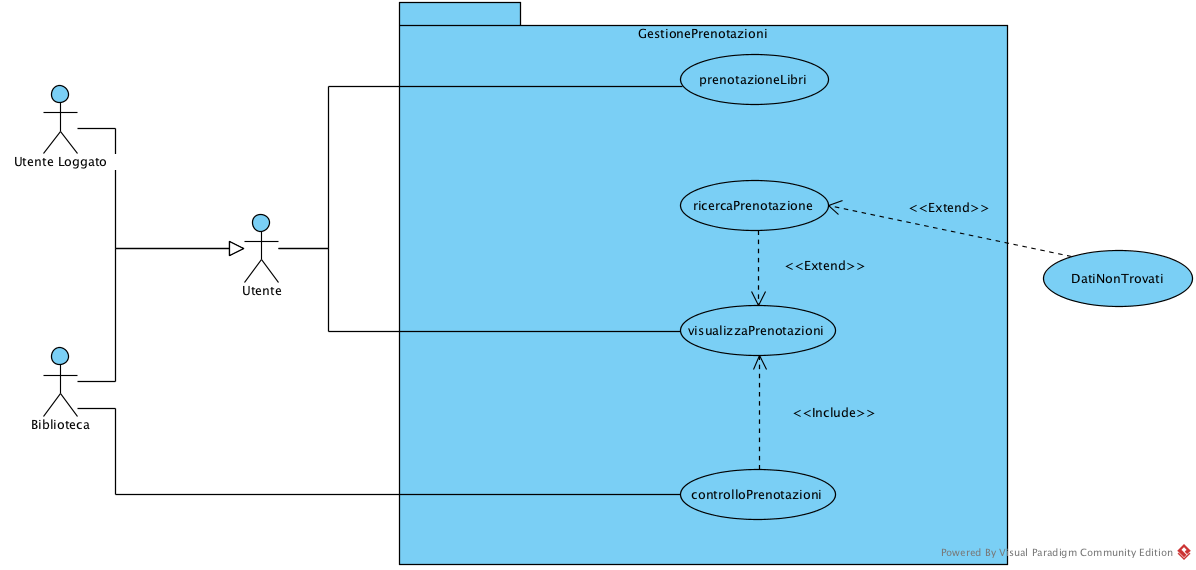 GestionePrenotazioni
prenotazioneLibri
Utente Loggato
ricercaPrenotazione
<<Extend>>
<<Extend>>
DatiNonTrovati
Utente
visualizzaPrenotazioni
<<Include>>
Biblioteca
controlloPrenotazioni
Powered By Visual Paradigm Community Edition